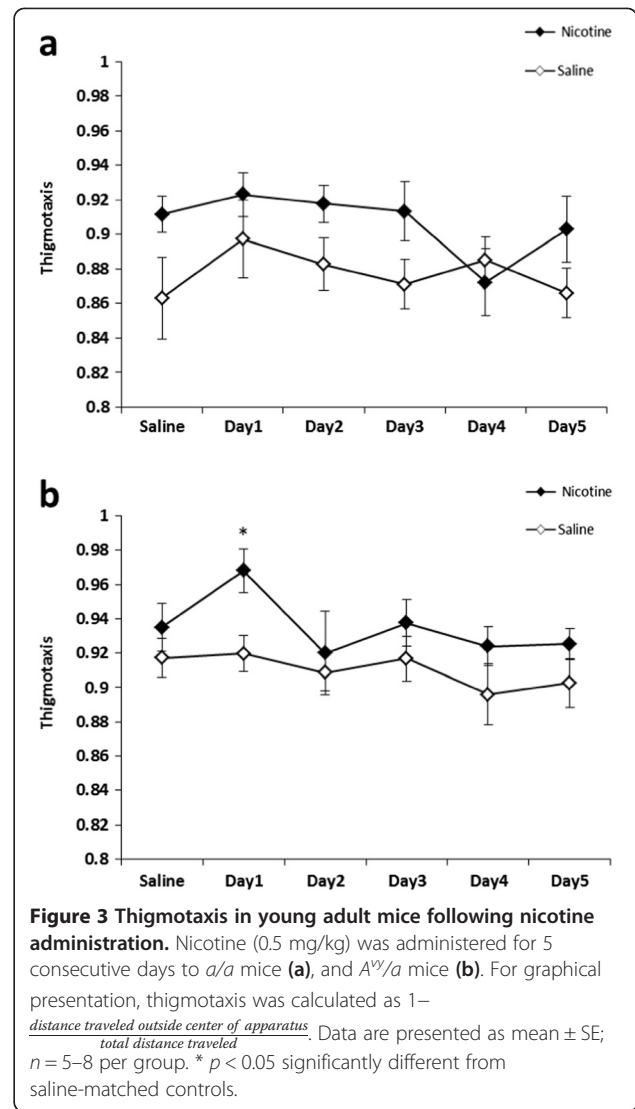 a
Nicotine
Saline
1
0.98
0.96
0.94
0.92
0.9
0.88
0.86
0.84
0.82
0.8
Thigmotaxis
Saline Day1 Day2 Day3 Day4 Day5
b
Nicotine
Saline
1
0.98
0.96
0.94
0.92
0.9
0.88
0.86
0.84
0.82
0.8
Thigmotaxis
*
Saline Day1 Day2 Day3 Day4 Day5
Figure 3 Thigmotaxis in young adult mice following nicotine
administration. Nicotine (0.5 mg/kg) was administered for 5
consecutive days to a/a mice (a), and Avy/a mice (b). For graphical
presentation, thigmotaxis was calculated as 1−
distance traveled outside center of apparatus
total distance traveled
. Data are presented as mean ± SE;
n = 5–8 per group. * p < 0.05 significantly different from
saline-matched controls.